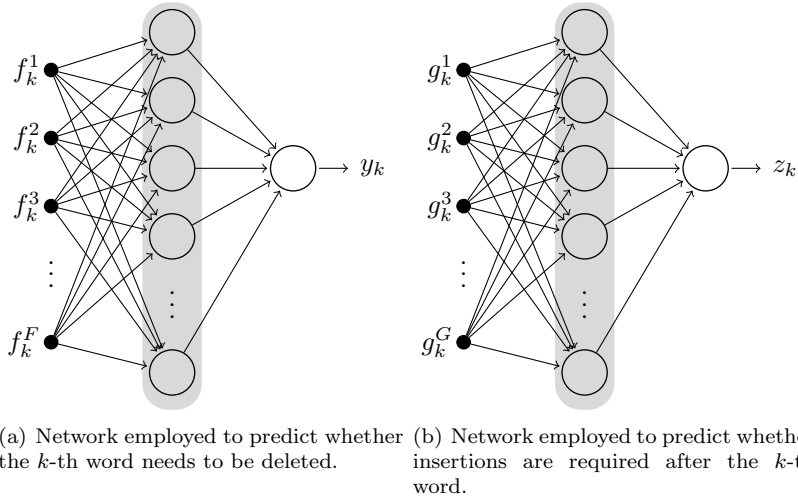 f_k^1
f_k^2
f_k^3
⋮
f_k^F
⋮
y_k
g_k^1
g_k^2
g_k^3
⋮
g_k^G
⋮
z_k
(a) Network employed to predict whether
the k-th word needs to be deleted.
(b) Network employed to predict whethe
insertions are required after the k-t
word.